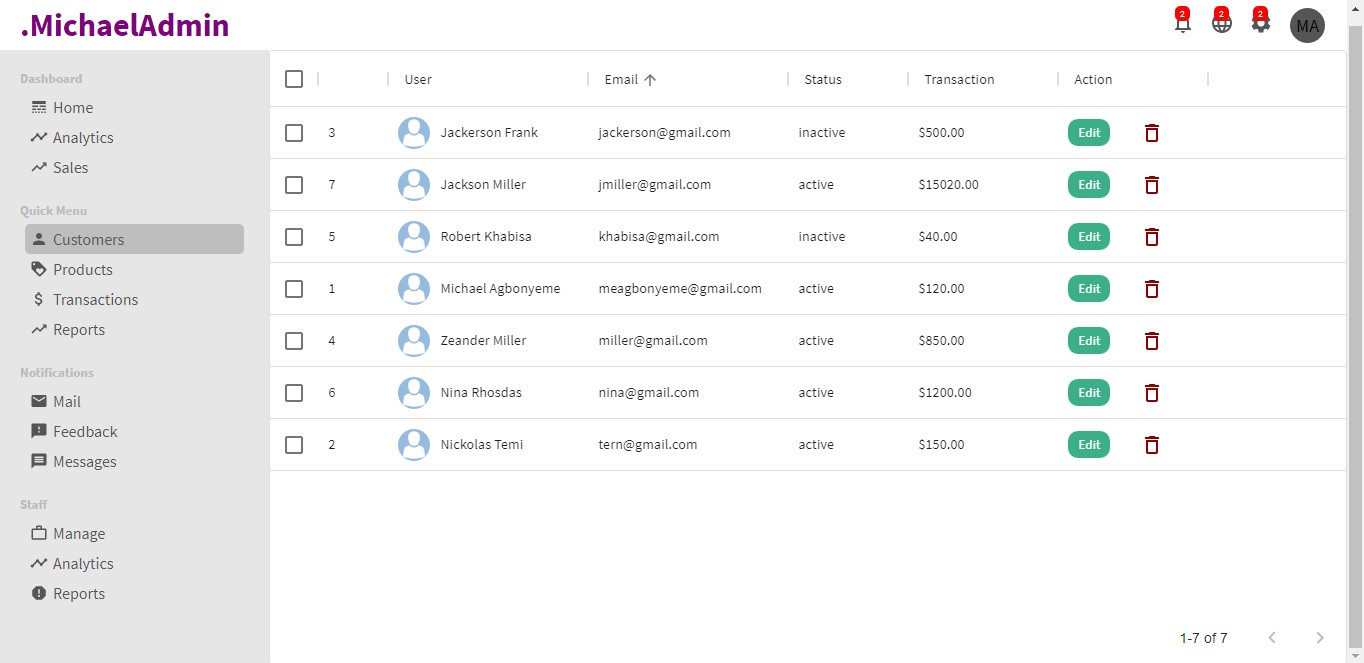 .MichaelAdmin
2 2 2 MA
Dashboard
Home
Analytics
Sales
Quick Menu
Customers
Products
Transactions
Reports
Notifications
Mail
Feedback
Messages
Staff
Manage
Analytics
Reports
User Email Status Transaction Action
3 Jackerson Frank jackerson@gmail.com inactive $500.00 Edit
7 Jackson Miller jmiller@gmail.com active $15020.00 Edit
5 Robert Khabisa khabisa@gmail.com inactive $40.00 Edit
1 Michael Agbonyeme meagbonyeme@gmail.com active $120.00 Edit
4 Zeander Miller miller@gmail.com active $850.00 Edit
6 Nina Rhosdas nina@gmail.com active $1200.00 Edit
2 Nickolas Temi tern@gmail.com active $150.00 Edit
1-7 of 7